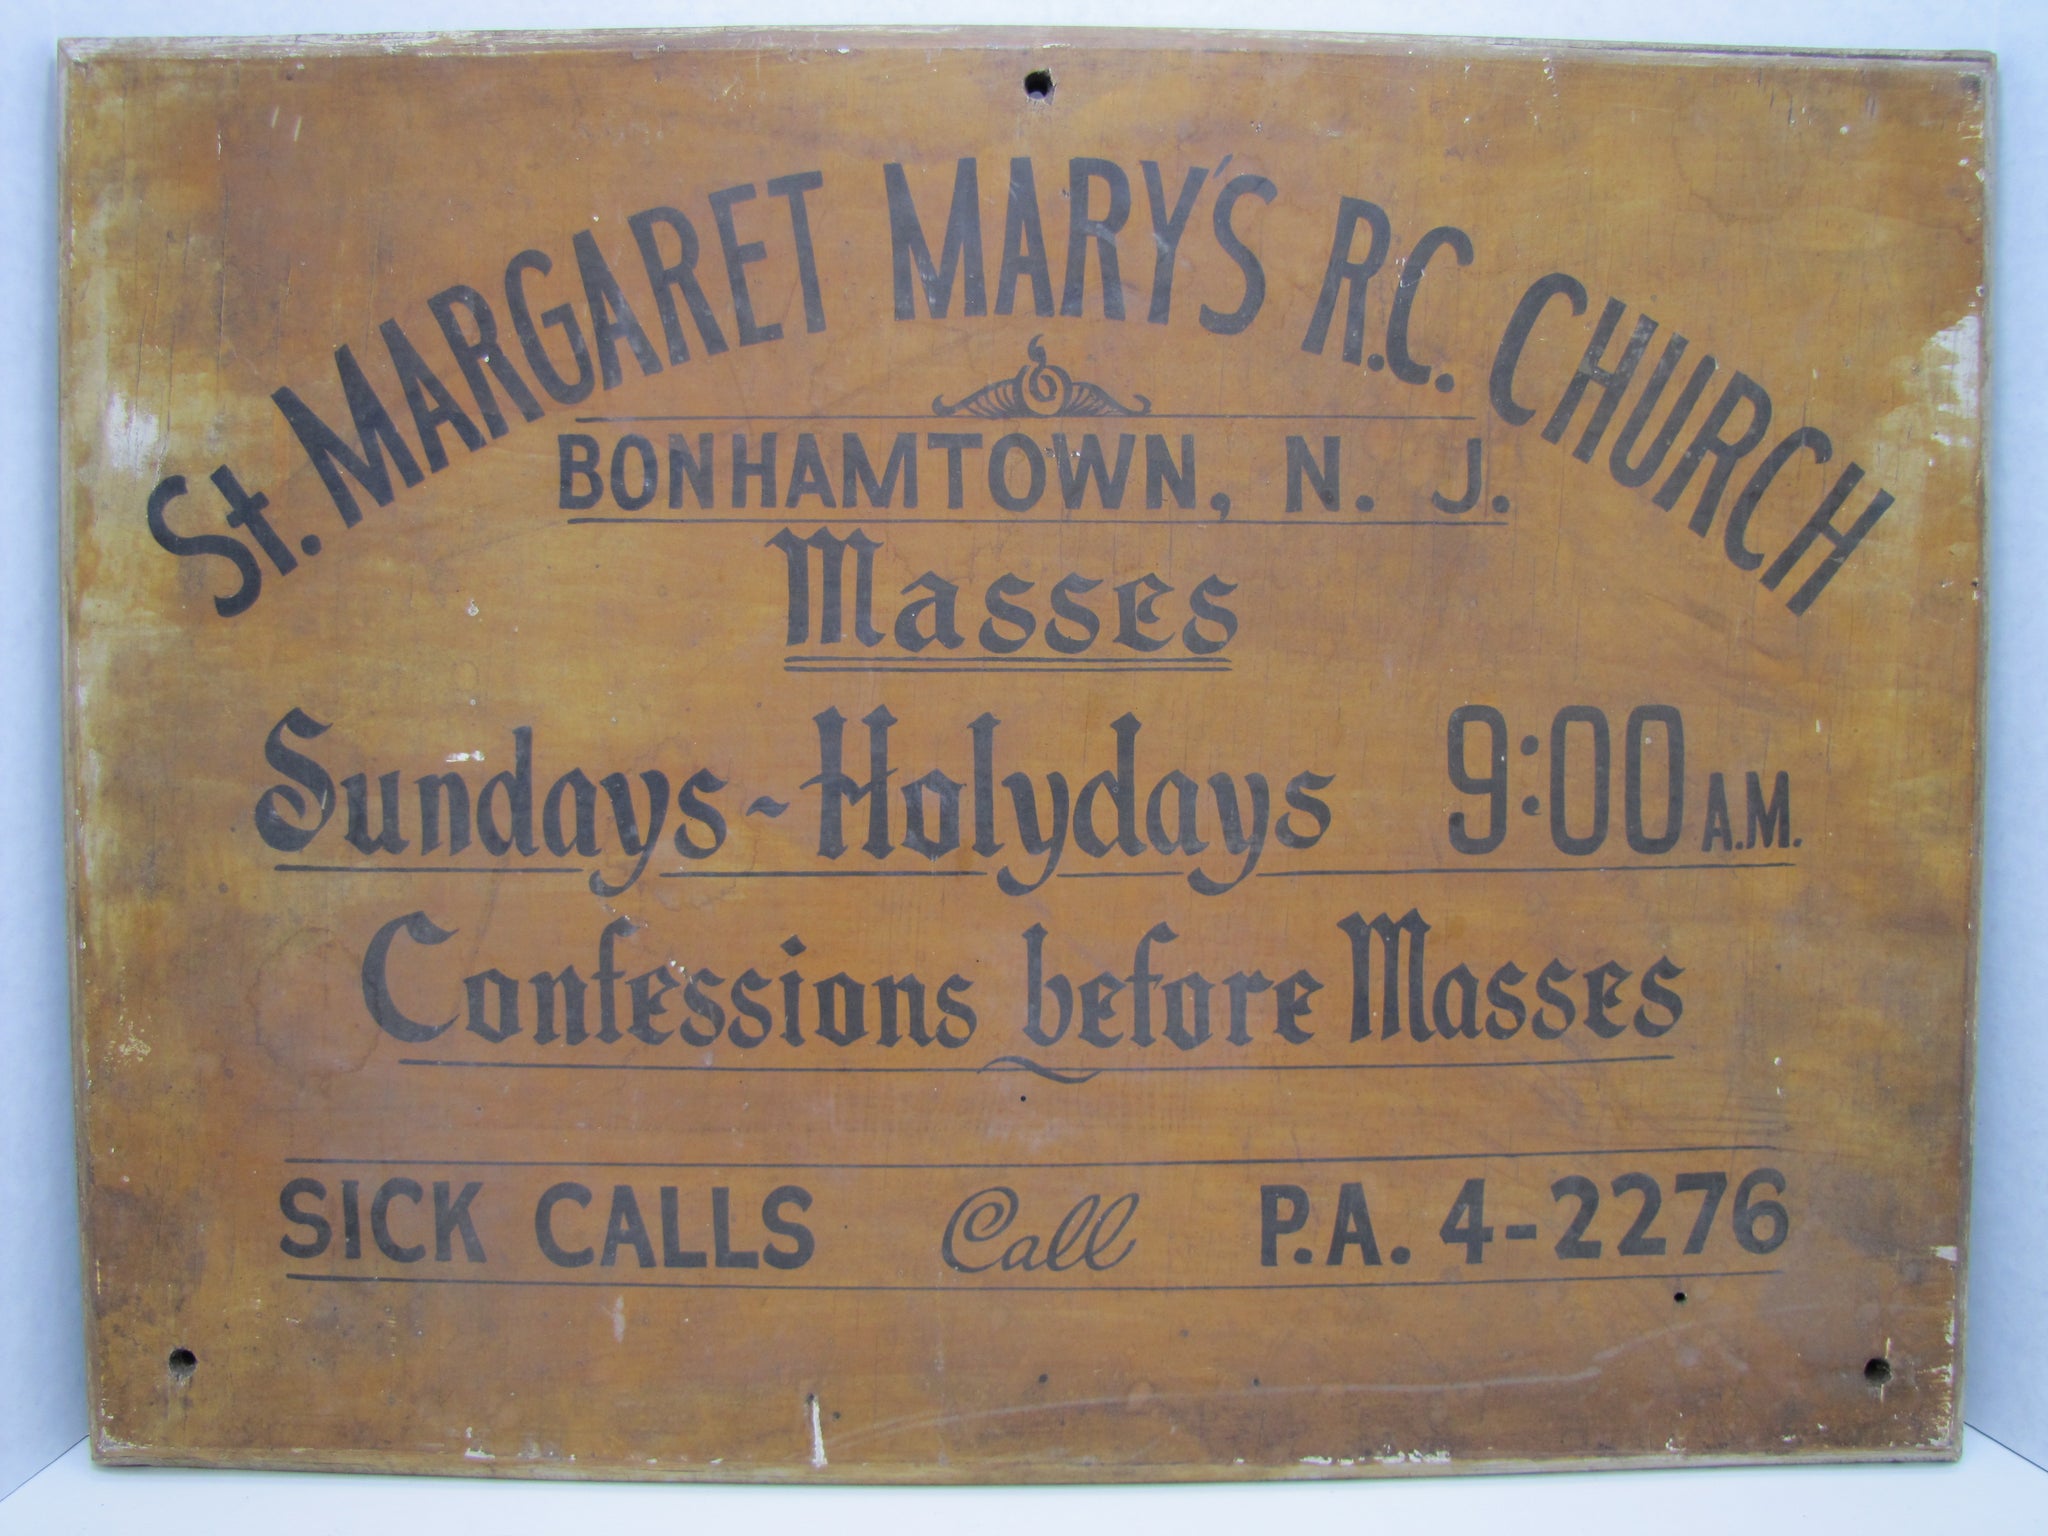 St. MARGARET MARY'S R.C. CHURCH
BONHAMTOWN, N. J.
Masses
Sundays - Holydays 9:00 A.M.
Confessions before Masses
SICK CALLS Call P.A. 4-2276